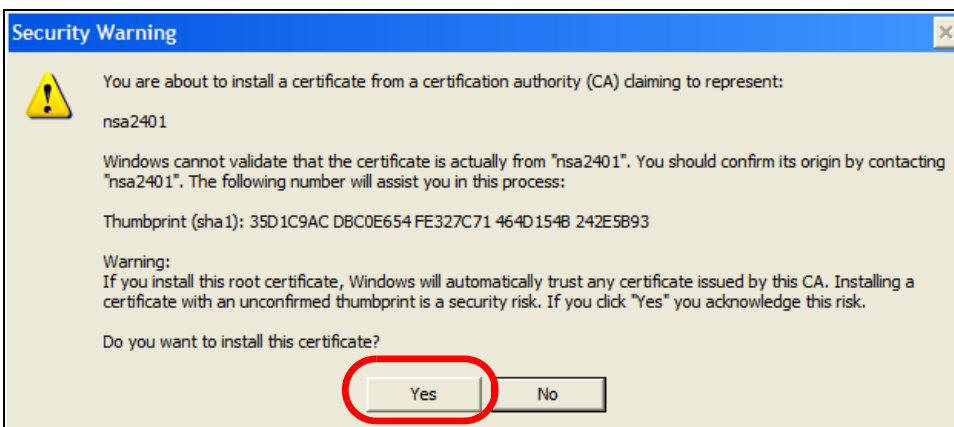 Security Warning
You are about to install a certificate from a certification authority (CA) claiming to represent:
nsa2401
Windows cannot validate that the certificate is actually from "nsa2401". You should confirm its origin by contacting
"nsa2401". The following number will assist you in this process:
Thumbprint (sha1): 35D1C9AC DBC0E654 FE327C71 464D154B 242E5B93
Warning:
If you install this root certificate, Windows will automatically trust any certificate issued by this CA. Installing a
certificate with an unconfirmed thumbprint is a security risk. If you click "Yes" you acknowledge this risk.
Do you want to install this certificate?
Yes No